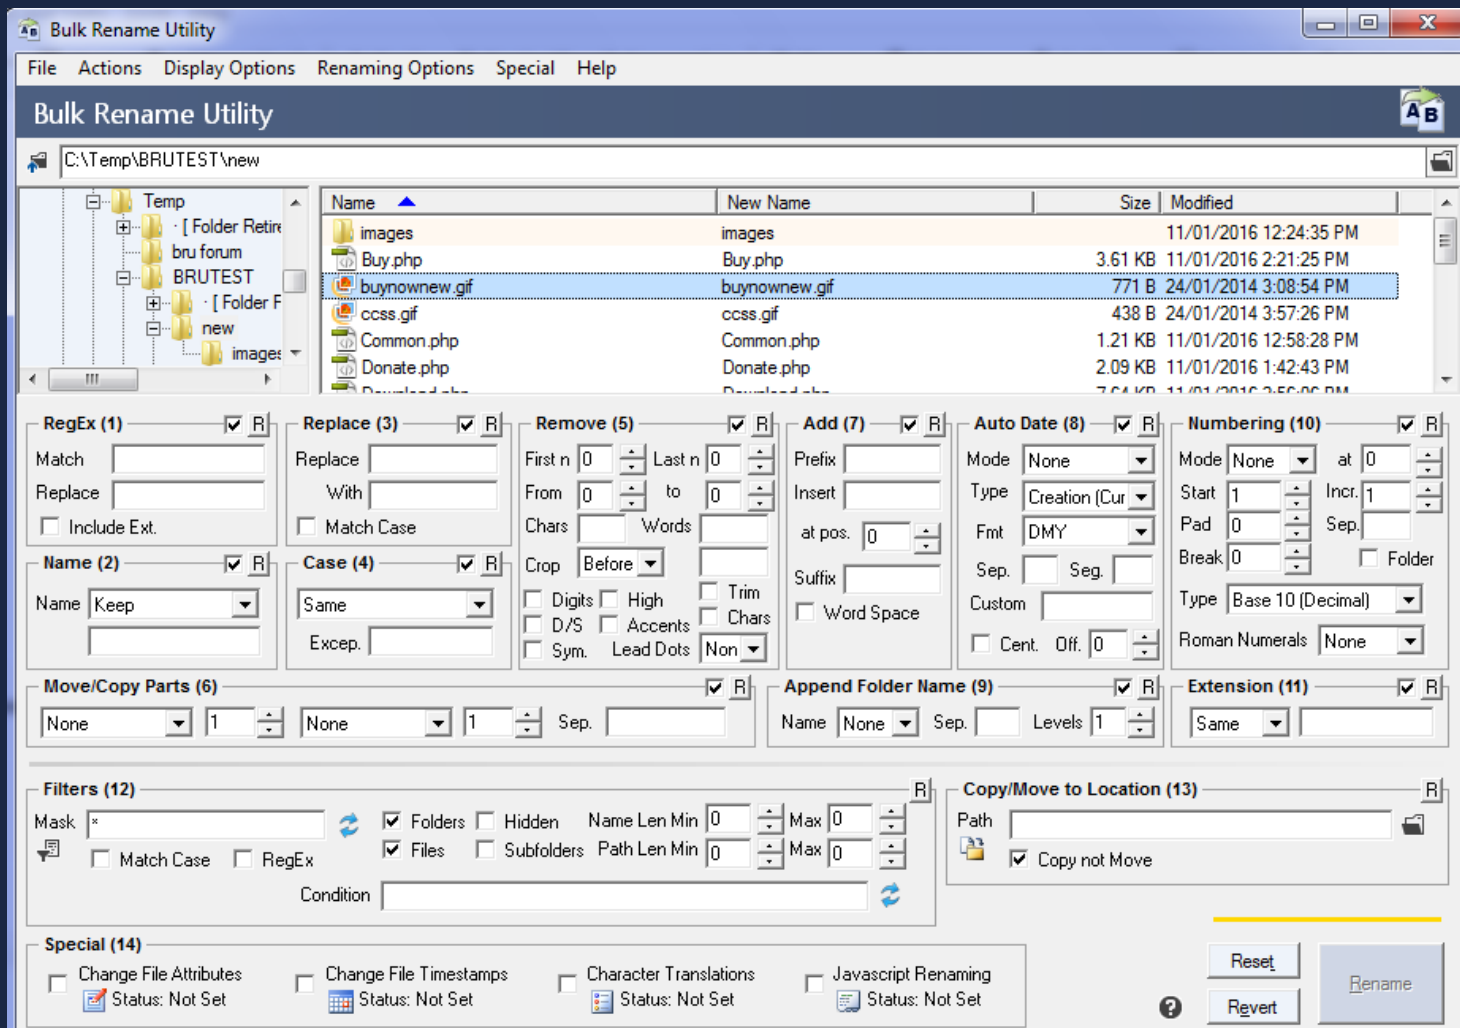 Bulk Rename Utility
File Actions Display Options Renaming Options Special Help
Bulk Rename Utility
C:\Temp\BRUTEST\new
Temp
· [ Folder Retire
bru forum
BRUTEST
· [ Folder F
new
images
Name New Name Size Modified
images images 11/01/2016 12:24:35 PM
Buy.php Buy.php 3.61 KB 11/01/2016 2:21:25 PM
buynownew.gif buynownew.gif 771 B 24/01/2014 3:08:54 PM
ccss.gif ccss.gif 438 B 24/01/2014 3:57:26 PM
Common.php Common.php 1.21 KB 11/01/2016 12:58:28 PM
Donate.php Donate.php 2.09 KB 11/01/2016 1:42:43 PM
RegEx (1) R
Match
Replace
Include Ext.
Name (2) R
Name Keep
Replace (3) R
Replace
With
Match Case
Case (4) R
Same
Excep.
Remove (5) R
First n 0 Last n 0
From 0 to 0
Chars Words
Crop Before
Digits High Trim
D/S Accents Chars
Sym. Lead Dots Non
Add (7) R
Prefix
Insert
at pos. 0
Suffix
Word Space
Auto Date (8) R
Mode None
Type Creation (Cur
Fmt DMY
Sep. Seg.
Custom
Cent. Off. 0
Numbering (10) R
Mode None at 0
Start 1 Incr. 1
Pad 0 Sep.
Break 0 Folder
Type Base 10 (Decimal)
Roman Numerals None
Move/Copy Parts (6) R
None 1 None 1 Sep.
Append Folder Name (9) R
Name None Sep. Levels 1
Extension (11) R
Same
Filters (12) R
Mask * Folders Hidden Name Len Min 0 Max 0
Match Case RegEx Files Subfolders Path Len Min 0 Max 0
Condition
Copy/Move to Location (13) R
Path
Copy not Move
Special (14)
Change File Attributes Change File Timestamps Character Translations Javascript Renaming
Status: Not Set Status: Not Set Status: Not Set Status: Not Set
Reset
Revert
Rename